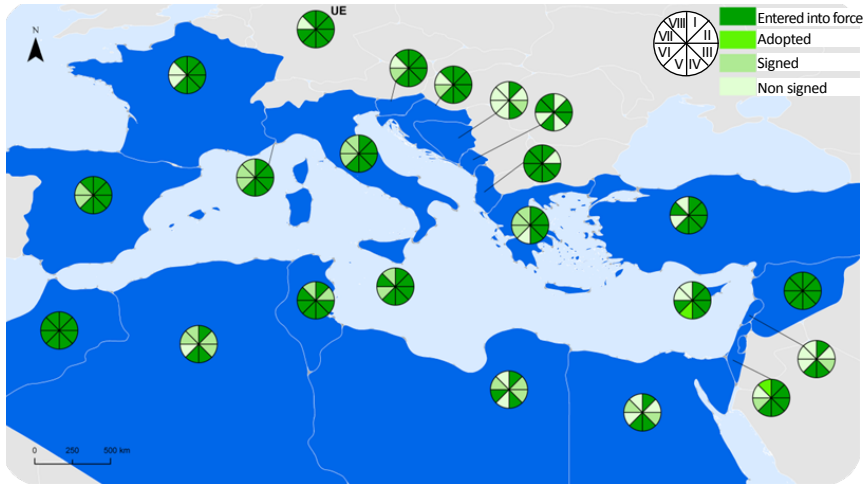 UE
N
VIII I
VII II
VI III
V IV
Entered into force
Adopted
Signed
Non signed
0 250 500 km